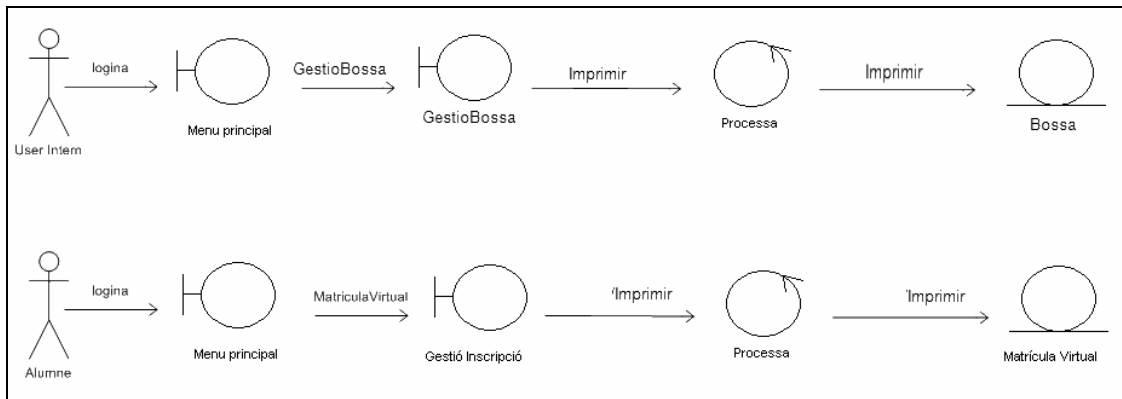 logina
GestioBossa
Imprimir
Imprimir
User Intern
Menu principal
GestioBossa
Processa
Bossa
logina
MatriculaVirtual
'Imprimir
'Imprimir
Alumne
Menu principal
Gestió Inscripció
Processa
Matrícula Virtual